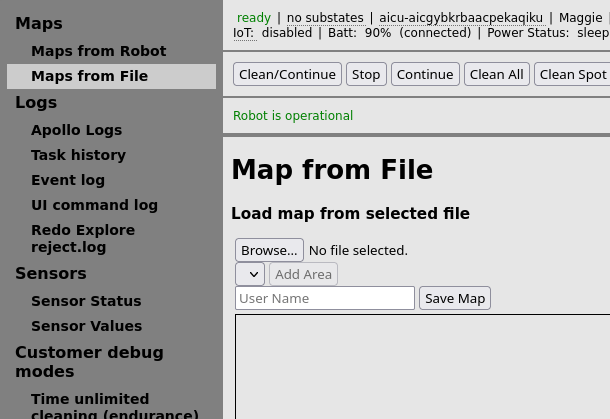 Maps
Maps from Robot
Maps from File
Logs
Apollo Logs
Task history
Event log
UI command log
Redo Explore
reject.log
Sensors
Sensor Status
Sensor Values
Customer debug
modes
Time unlimited
cleaning (endurance)
ready | no substates | aicu-aicgybkrbaacpekaqiku | Maggie |
IoT: disabled | Batt: 90% (connected) | Power Status: sleep
Clean/Continue Stop Continue Clean All Clean Spot
Robot is operational
Map from File
Load map from selected file
Browse... No file selected.
Add Area
User Name Save Map